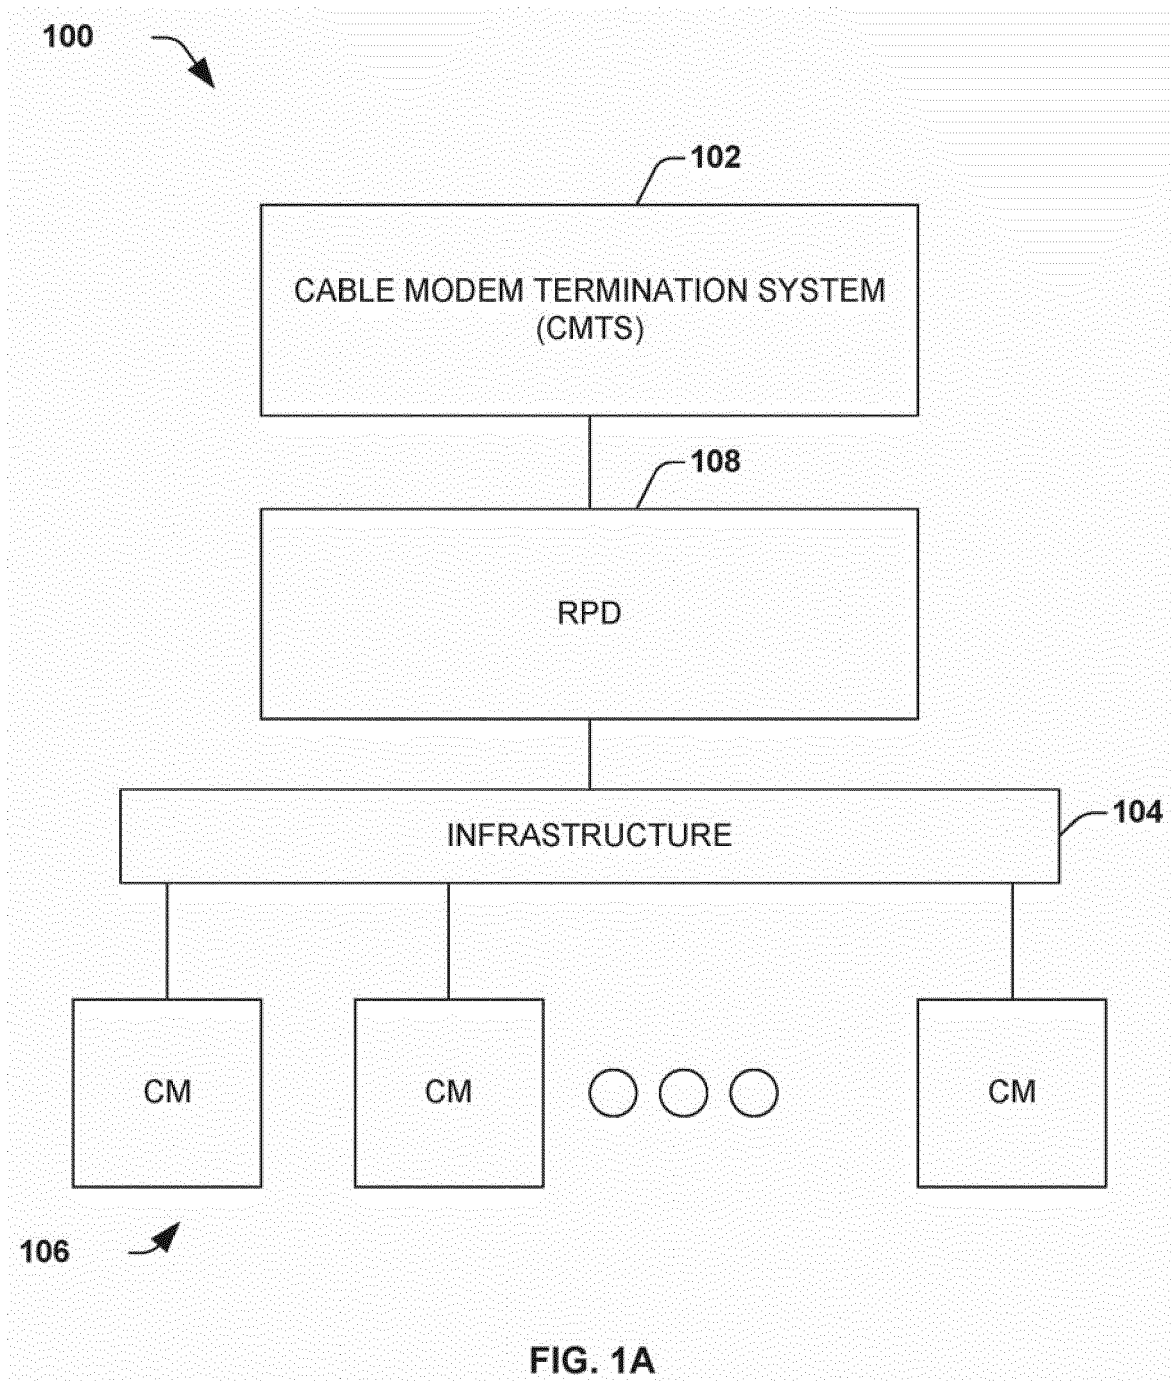 100
102
CABLE MODEM TERMINATION SYSTEM
(CMTS)
108
RPD
INFRASTRUCTURE
104
CM
CM
CM
106
FIG. 1A